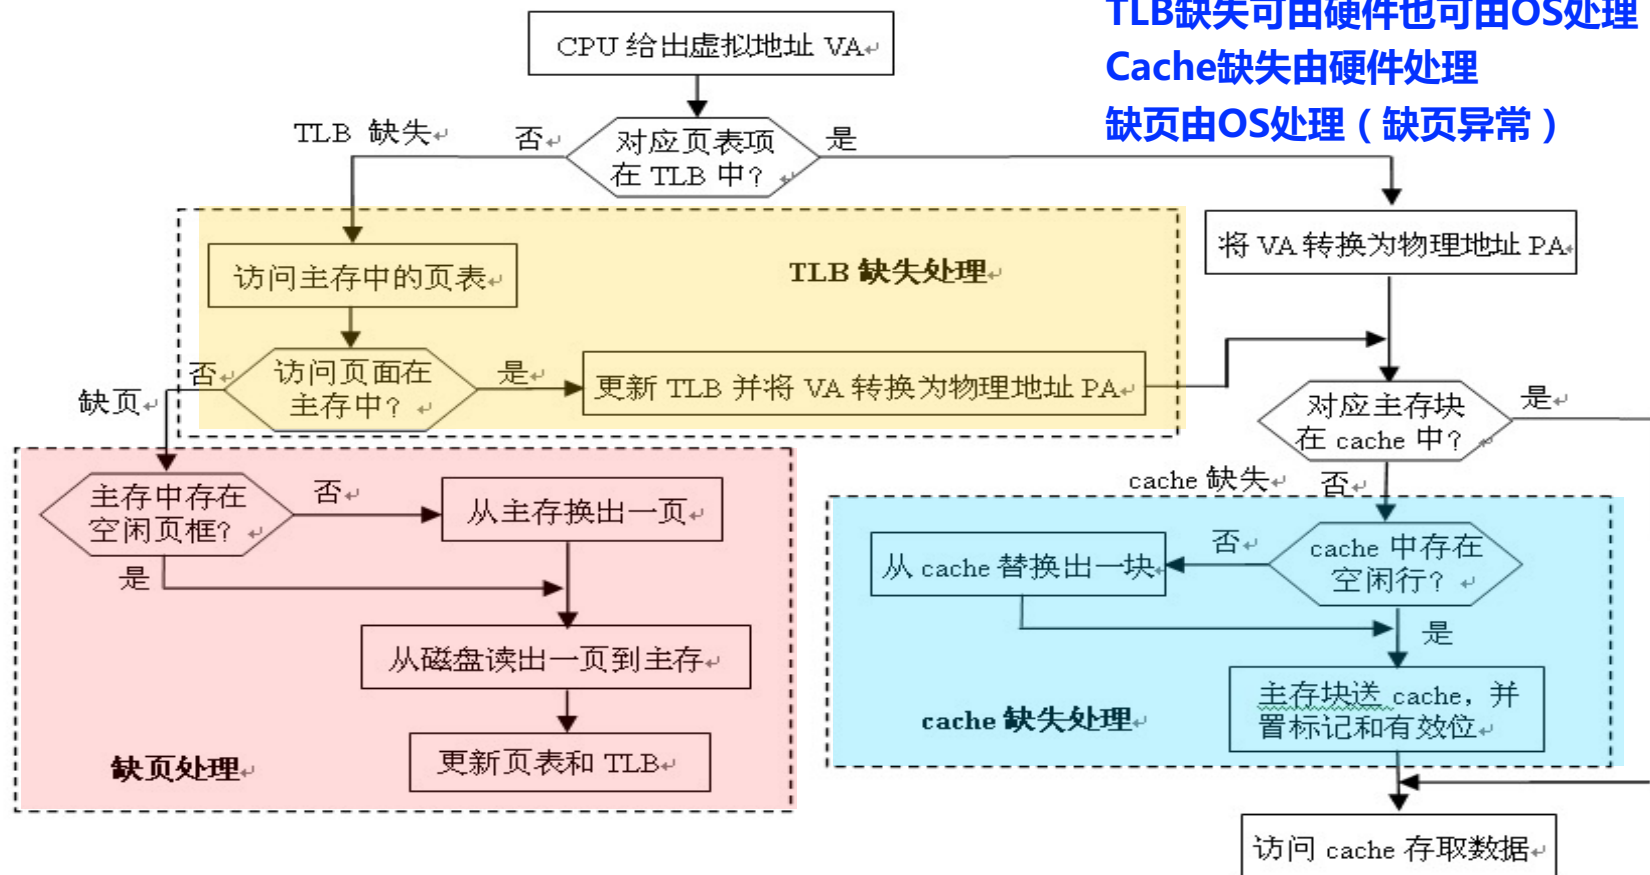 TLB缺失可由硬件也可由OS处理
Cache缺失由硬件处理
缺页由OS处理（缺页异常）
CPU 给出虚拟地址 VA
TLB 缺失
否
对应页表项
在 TLB 中？
是
将 VA 转换为物理地址 PA
访问主存中的页表
TLB 缺失处理
否
访问页面在
主存中？
是
更新 TLB 并将 VA 转换为物理地址 PA
缺页
对应主存块
在 cache 中？
是
cache 缺失
否
主存中存在
空闲页框？
否
从主存换出一页
是
从 cache 替换出一块
否
cache 中存在
空闲行？
是
从磁盘读出一页到主存
主存块送 cache，并
置标记和有效位
cache 缺失处理
缺页处理
更新页表和 TLB
访问 cache 存取数据